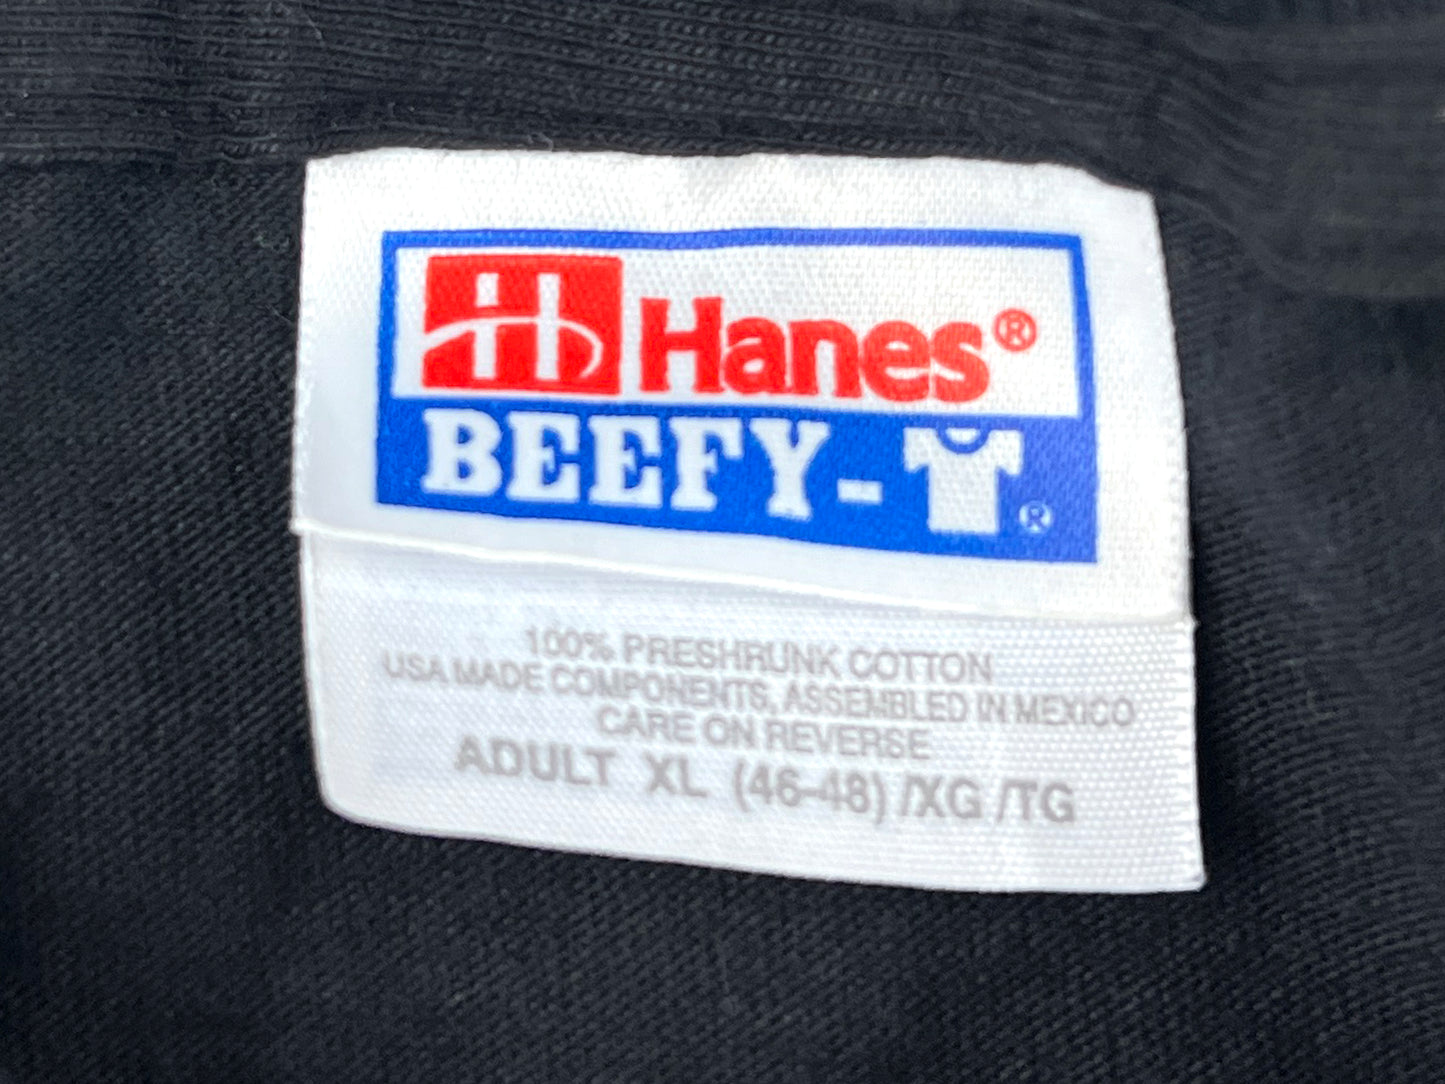 H Hanes®
BEEFY-T®
100% PRESHRUNK COTTON
USA MADE COMPONENTS, ASSEMBLED IN MEXICO
CARE ON REVERSE
ADULT XL (46-48) /XG /TG